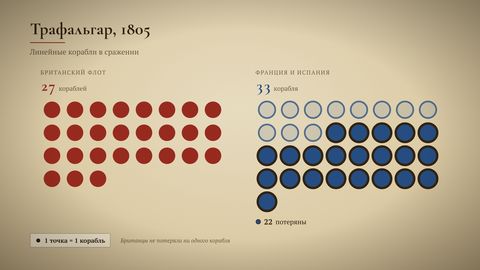 Трафальгар, 1805
Линейные корабли в сражении
БРИТАНСКИЙ ФЛОТ
27 кораблей
ФРАНЦИЯ И ИСПАНИЯ
33 корабля
22 потеряны
1 точка = 1 корабль
Британцы не потеряли ни одного корабля